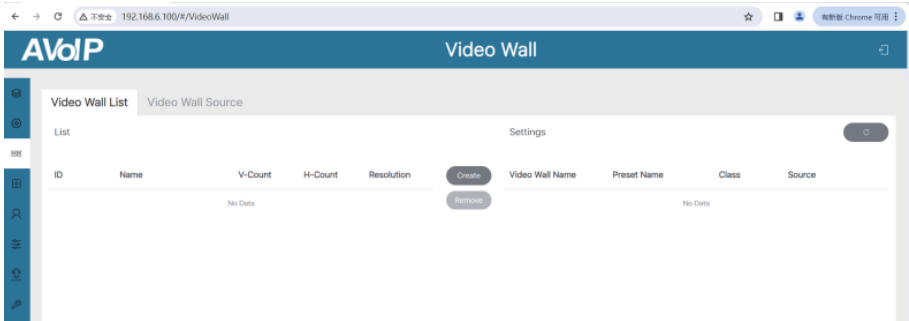 不安全 192.168.6.100/#/VideoWall 有新版 Chrome 可用
AVoIP Video Wall
Video Wall List Video Wall Source
List Settings
ID Name V-Count H-Count Resolution Create Video Wall Name Preset Name Class Source
No Data Remove No Data